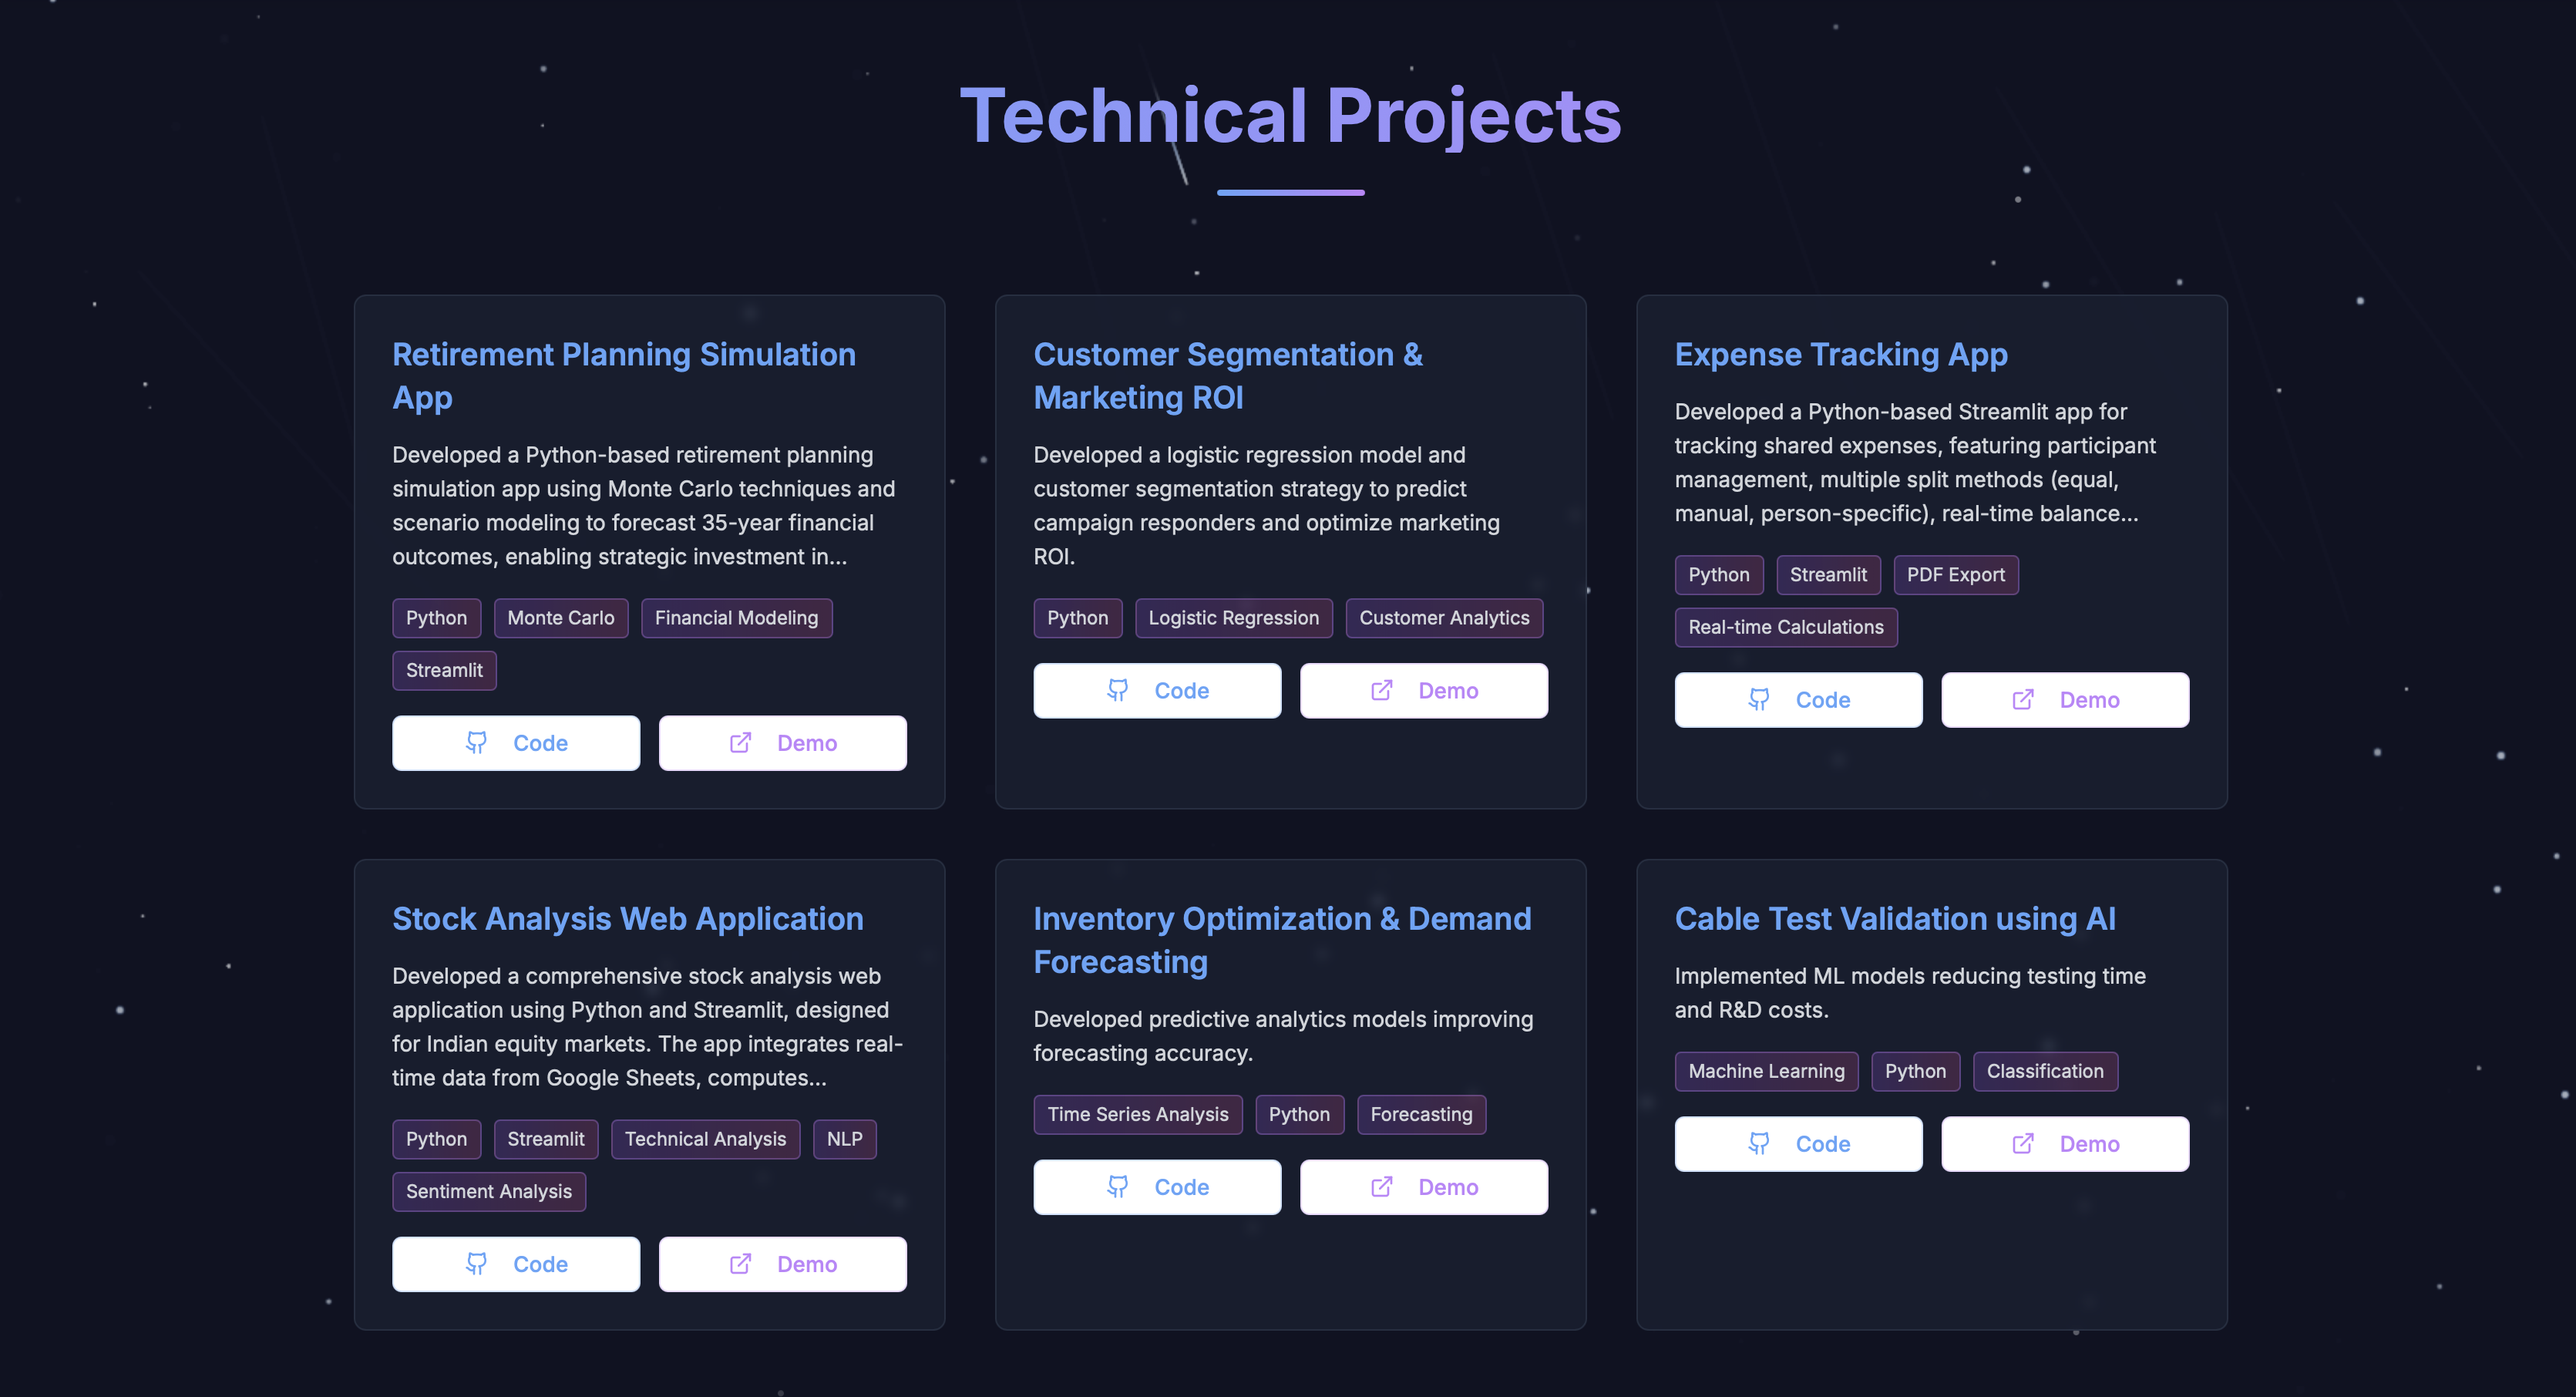 Technical Projects
Retirement Planning Simulation
App
Developed a Python-based retirement planning
simulation app using Monte Carlo techniques and
scenario modeling to forecast 35-year financial
outcomes, enabling strategic investment in...
Python Monte Carlo Financial Modeling
Streamlit
Code Demo
Customer Segmentation &
Marketing ROI
Developed a logistic regression model and
customer segmentation strategy to predict
campaign responders and optimize marketing
ROI.
Python Logistic Regression Customer Analytics
Code Demo
Expense Tracking App
Developed a Python-based Streamlit app for
tracking shared expenses, featuring participant
management, multiple split methods (equal,
manual, person-specific), real-time balance...
Python Streamlit PDF Export
Real-time Calculations
Code Demo
Stock Analysis Web Application
Developed a comprehensive stock analysis web
application using Python and Streamlit, designed
for Indian equity markets. The app integrates real-
time data from Google Sheets, computes...
Python Streamlit Technical Analysis NLP
Sentiment Analysis
Code Demo
Inventory Optimization & Demand
Forecasting
Developed predictive analytics models improving
forecasting accuracy.
Time Series Analysis Python Forecasting
Code Demo
Cable Test Validation using AI
Implemented ML models reducing testing time
and R&D costs.
Machine Learning Python Classification
Code Demo